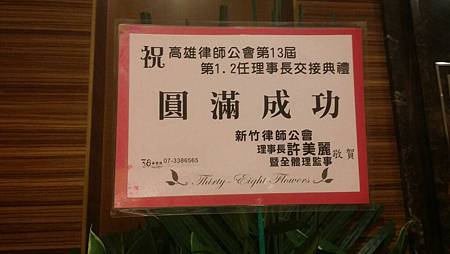 祝 高雄律師公會第13屆
第1.2任理事長交接典禮
圓滿成功
新竹律師公會
理事長許美麗
暨全體理監事 敬賀
38 07-3386565
Thirty-Eight Flowers